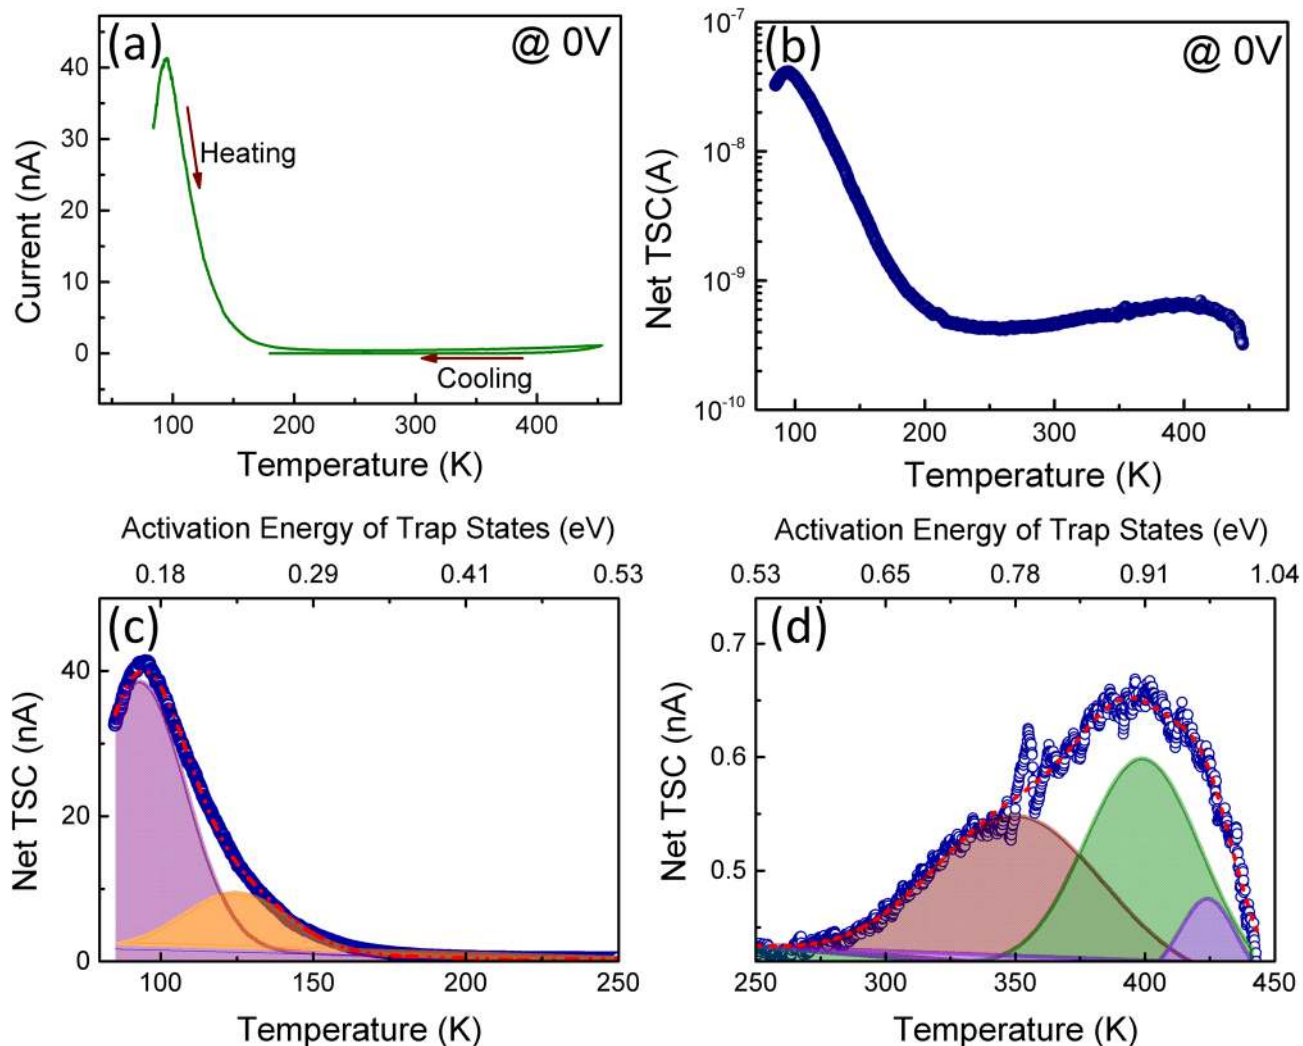 (a)
@ 0V
Current (nA)
40
30
20
10
0
Heating
Cooling
100
200
300
400
Temperature (K)
(b)
@ 0V
Net TSC(A)
10⁻⁷
10⁻⁸
10⁻⁹
10⁻¹⁰
100
200
300
400
Temperature (K)
Activation Energy of Trap States (eV)
0.18
0.29
0.41
0.53
(c)
Net TSC (nA)
40
20
0
100
150
200
250
Temperature (K)
Activation Energy of Trap States (eV)
0.53
0.65
0.78
0.91
1.04
(d)
Net TSC (nA)
0.7
0.6
0.5
250
300
350
400
450
Temperature (K)